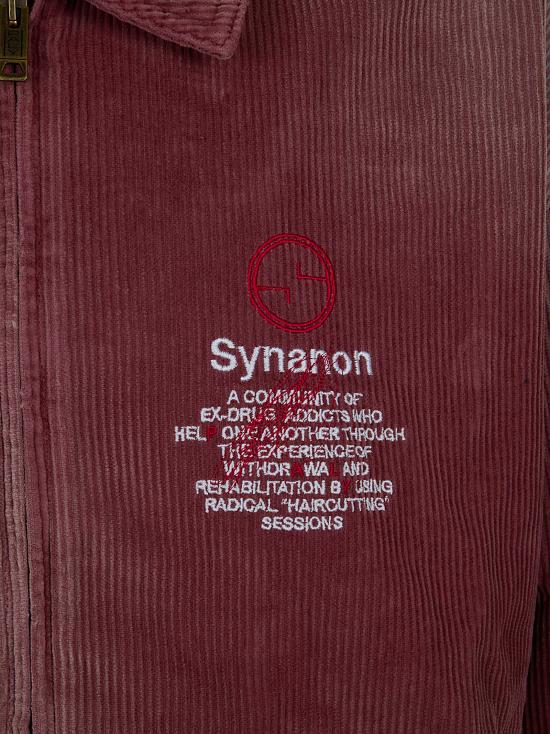 Synanon
A COMMUNITY OF
EX-DRUG ADDICTS WHO
HELP ONE ANOTHER THROUGH
THE EXPERIENCE OF
WITHDRAWAL AND
REHABILITATION BY USING
RADICAL "HAIRCUTTING"
SESSIONS